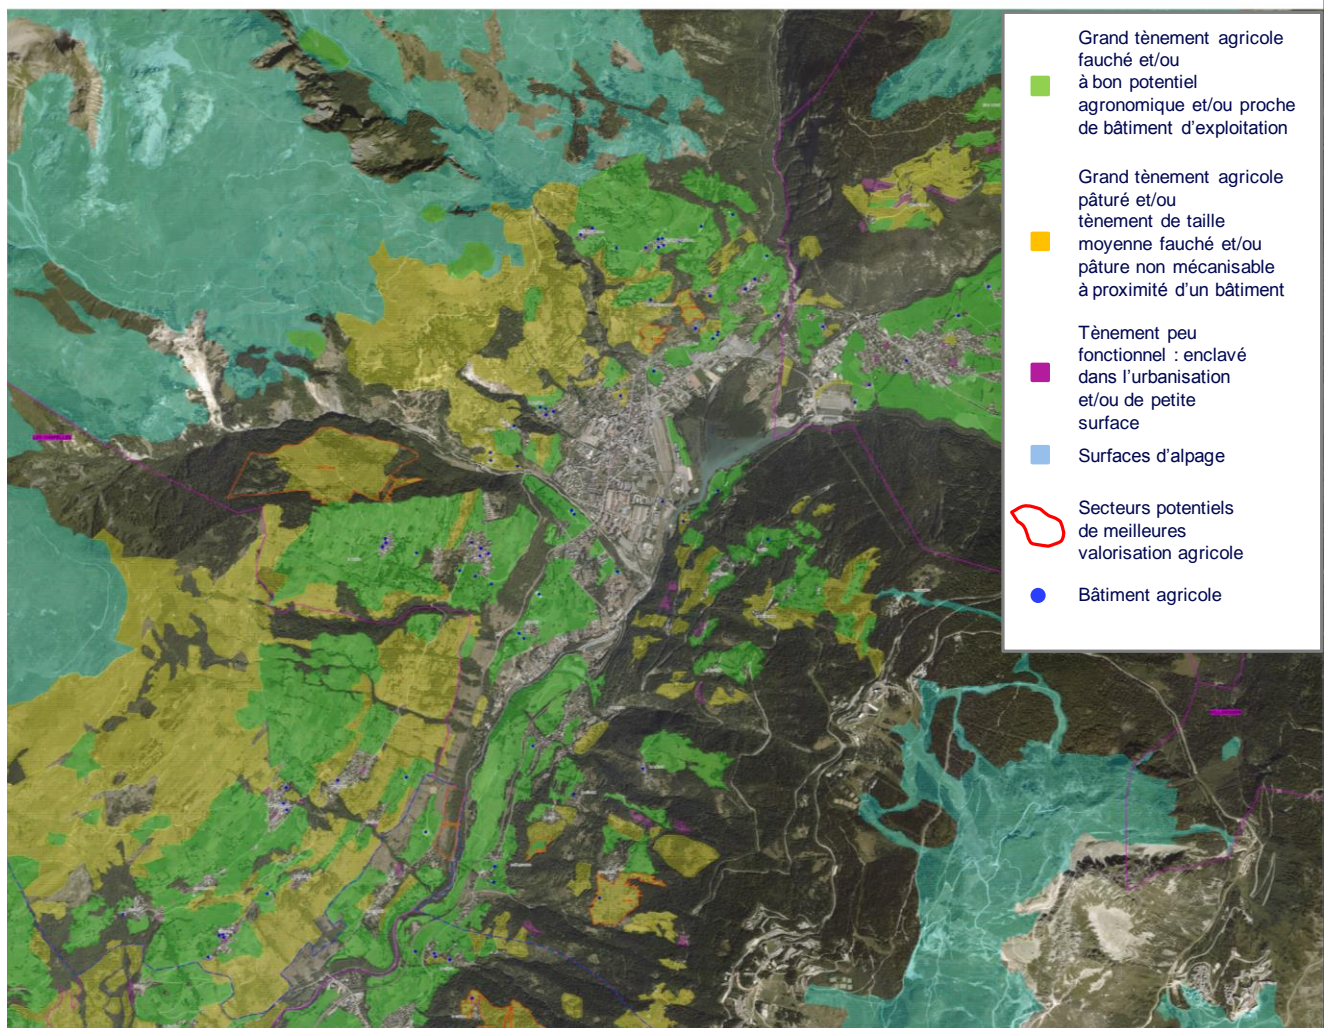 Grand tènement agricole
fauché et/ou
à bon potentiel
agronomique et/ou proche
de bâtiment d'exploitation
Grand tènement agricole
pâturé et/ou
tènement de taille
moyenne fauché et/ou
pâture non mécanisable
à proximité d'un bâtiment
Tènement peu
fonctionnel : enclavé
dans l'urbanisation
et/ou de petite
surface
Surfaces d'alpage
Secteurs potentiels
de meilleures
valorisation agricole
Bâtiment agricole